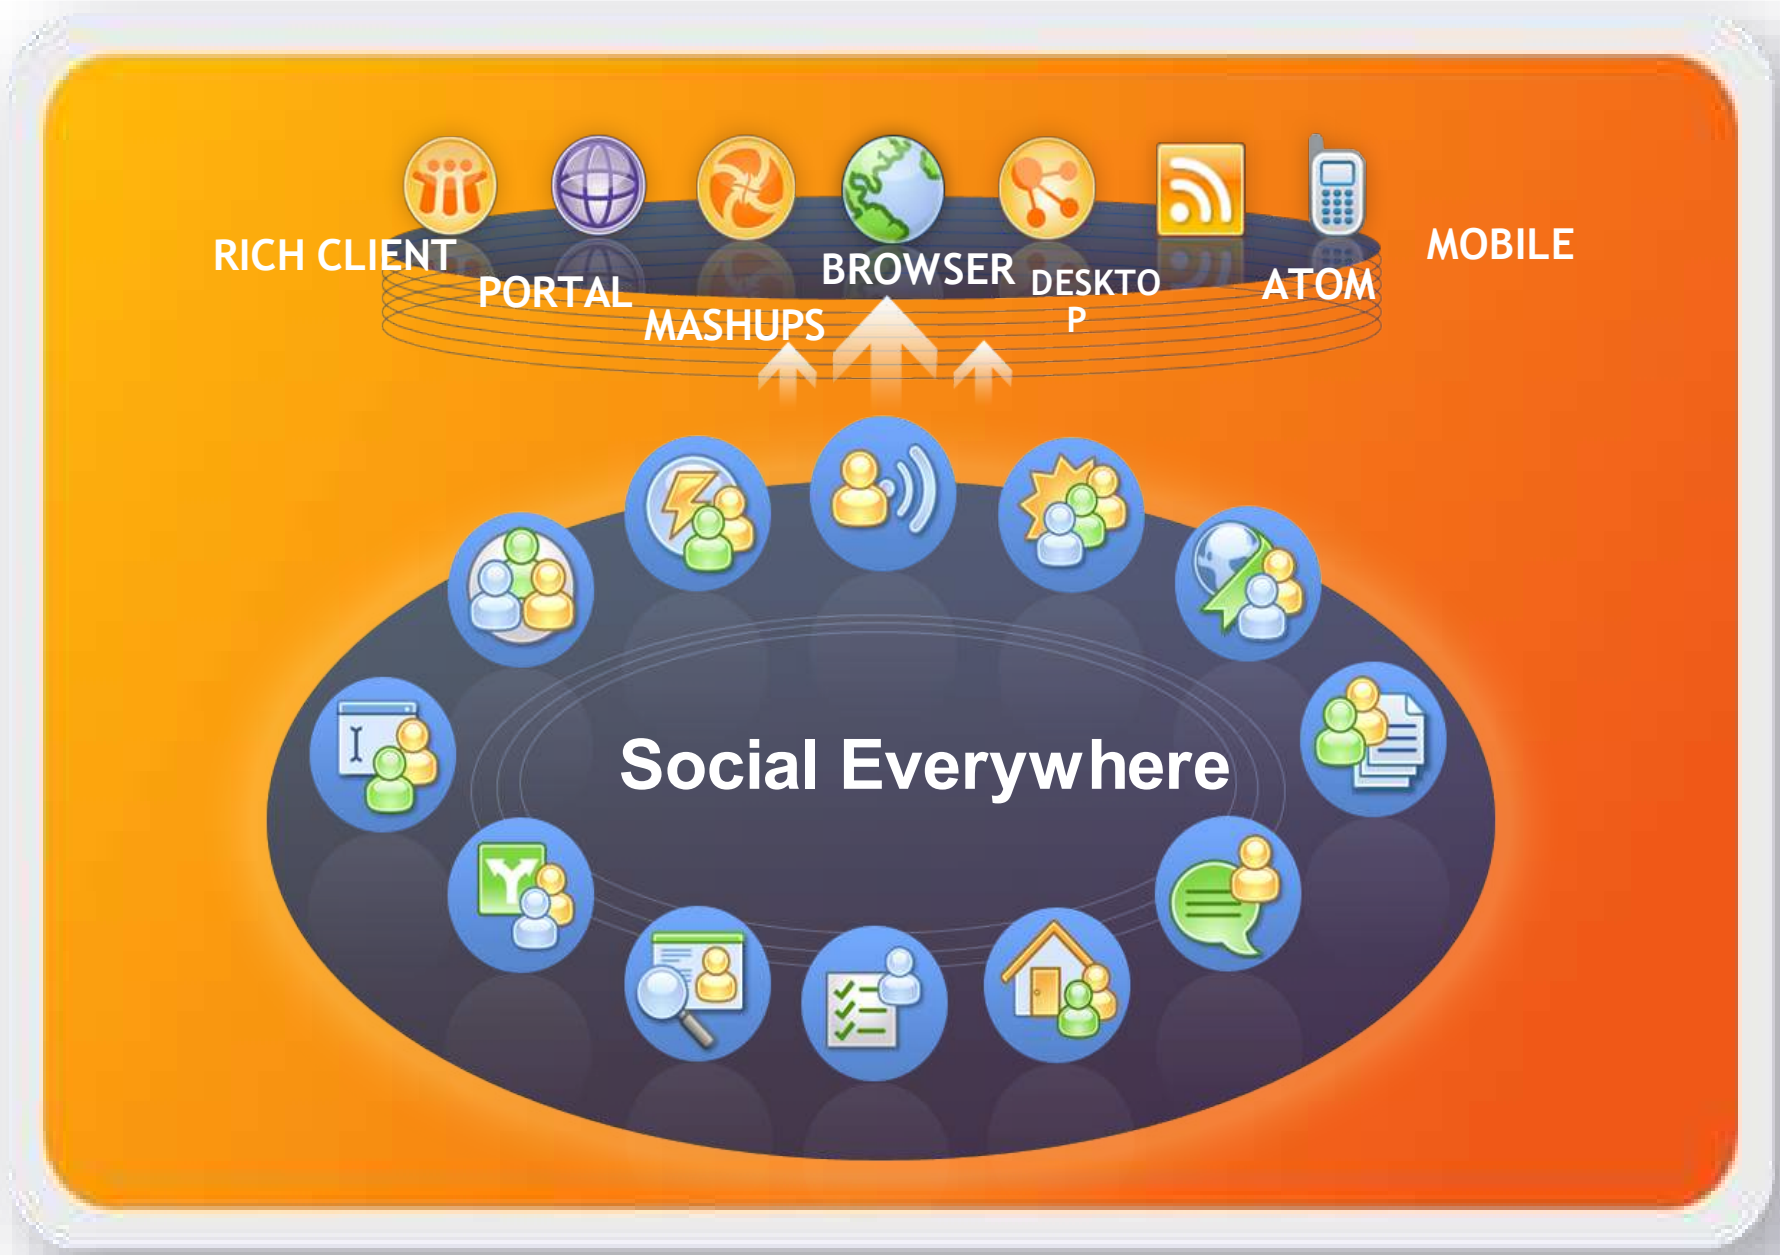 RICH CLIENT
PORTAL
MASHUPS
BROWSER
DESKTO
P
ATOM
MOBILE
Social Everywhere